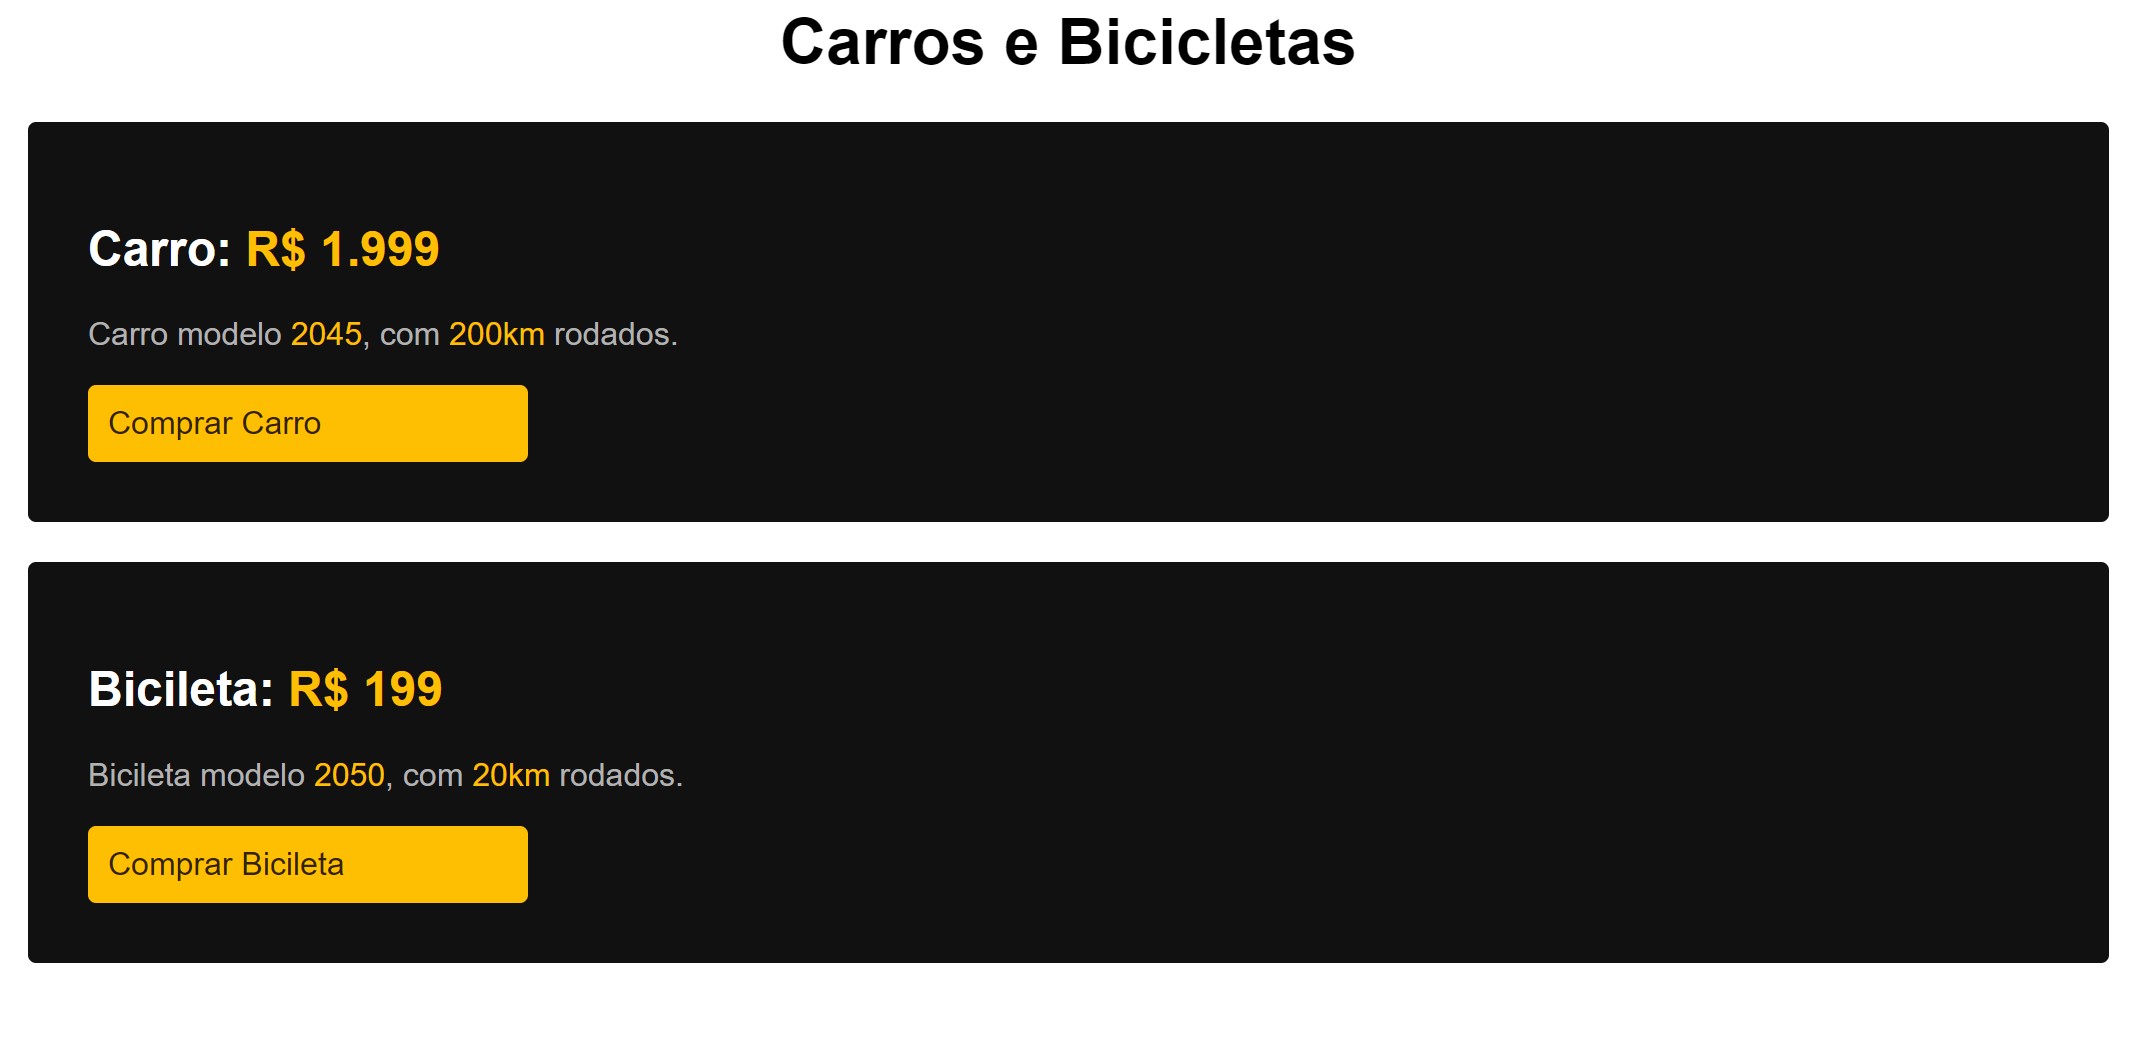 Carros e Bicicletas
Carro: R$ 1.999
Carro modelo 2045, com 200km rodados.
Comprar Carro
Bicileta: R$ 199
Bicileta modelo 2050, com 20km rodados.
Comprar Bicileta